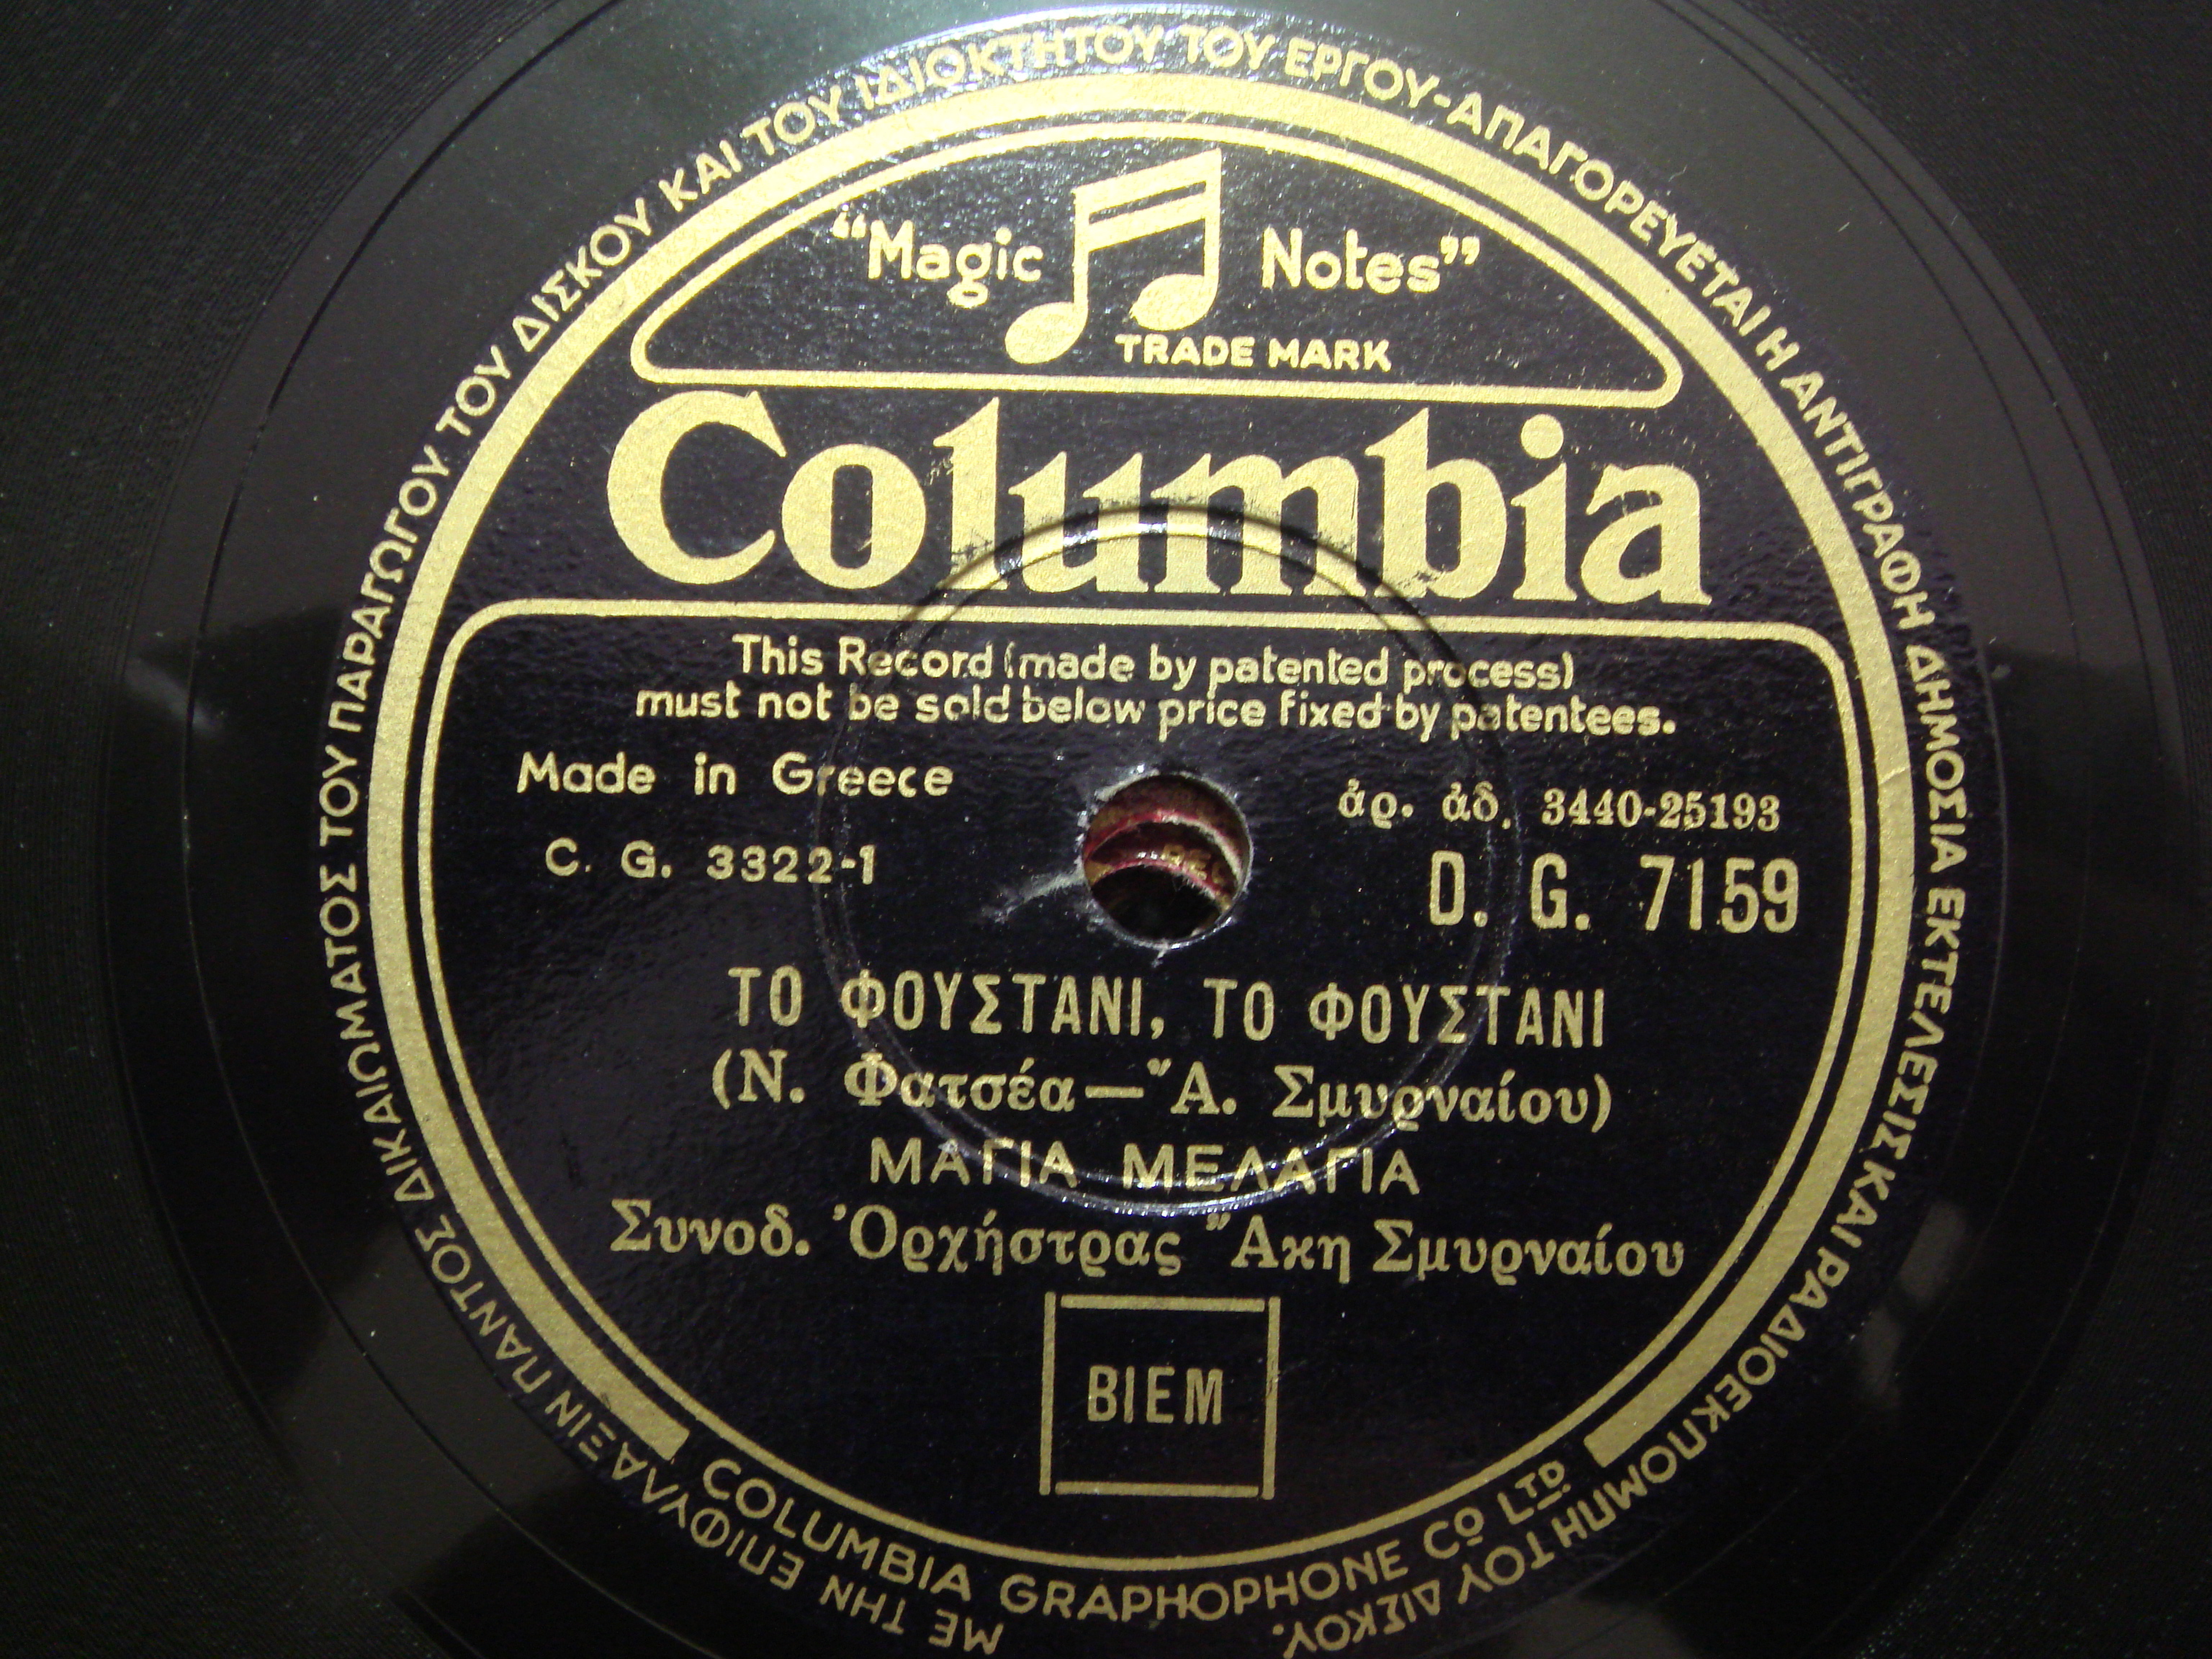 ΜΕ ΤΗΝ ΕΠΙΦΥΛΑΞΙΝ ΠΑΝΤΟΣ ΔΙΚΑΙΩΜΑΤΟΣ ΤΟΥ ΠΑΡΑΓΩΓΟΥ ΤΟΥ ΔΙΣΚΟΥ ΚΑΙ ΤΟΥ ΙΔΙΟΚΤΗΤΟΥ ΤΟΥ ΕΡΓΟΥ-ΑΠΑΓΟΡΕΥΕΤΑΙ Η ΑΝΤΙΓΡΑΦΗ ΔΗΜΟΣΙΑ ΕΚΤΕΛΕΣΙΣ ΚΑΙ ΡΑΔΙΟΕΚΠΟΜΠΗ ΤΟΥ ΔΙΣΚΟΥ.
“Magic Notes”
TRADE MARK
Columbia
This Record (made by patented process)
must not be sold below price fixed by patentees.
Made in Greece
ἀρ. ἀδ. 3440-25193
C. G. 3322-1
D. G. 7159
ΤΟ ΦΟΥΣΤΑΝΙ, ΤΟ ΦΟΥΣΤΑΝΙ
(Ν. Φατσέα — Ἄ. Σμυρναίου)
ΜΑΓΙΑ ΜΕΛΑΓΙΑ
Συνοδ. Ὀρχήστρας Ἄκη Σμυρναίου
BIEM
COLUMBIA GRAPHOPHONE CO LTD
REC